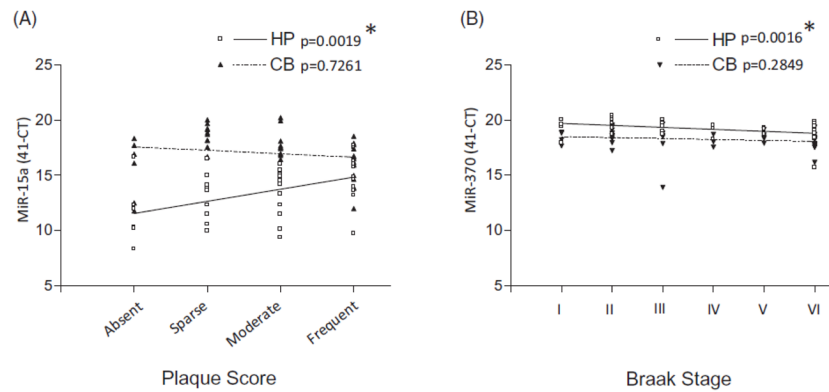 (A)
HP p=0.0019 *
CB p=0.7261
25
20
15
10
5
MiR-15a (41-CT)
Absent
Sparse
Moderate
Frequent
Plaque Score
(B)
HP p=0.0016 *
CB p=0.2849
25
20
15
10
5
MiR-370 (41-CT)
I II III IV V VI
Braak Stage